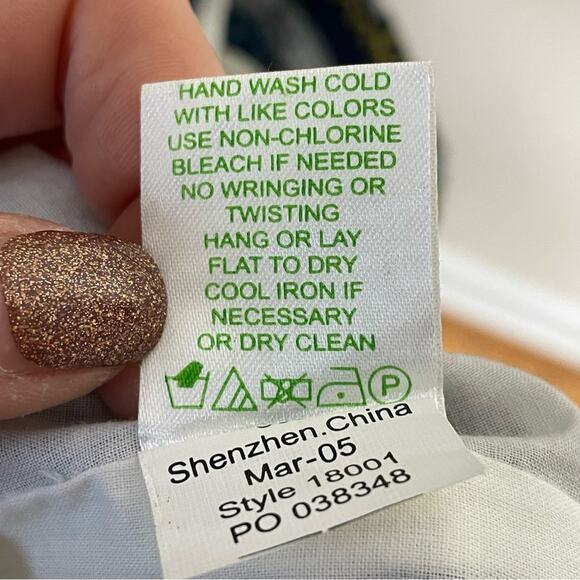 HAND WASH COLD
WITH LIKE COLORS
USE NON-CHLORINE
BLEACH IF NEEDED
NO WRINGING OR
TWISTING
HANG OR LAY
FLAT TO DRY
COOL IRON IF
NECESSARY
OR DRY CLEAN
P
Shenzhen.China
Mar-05
Style 18001
PO 038348